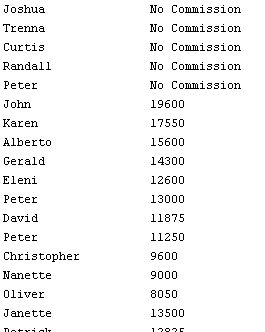 Joshua No Commission
Trenna No Commission
Curtis No Commission
Randall No Commission
Peter No Commission
John 19600
Karen 17550
Alberto 15600
Gerald 14300
Eleni 12600
Peter 13000
David 11875
Peter 11250
Christopher 9600
Nanette 9000
Oliver 8050
Janette 13500